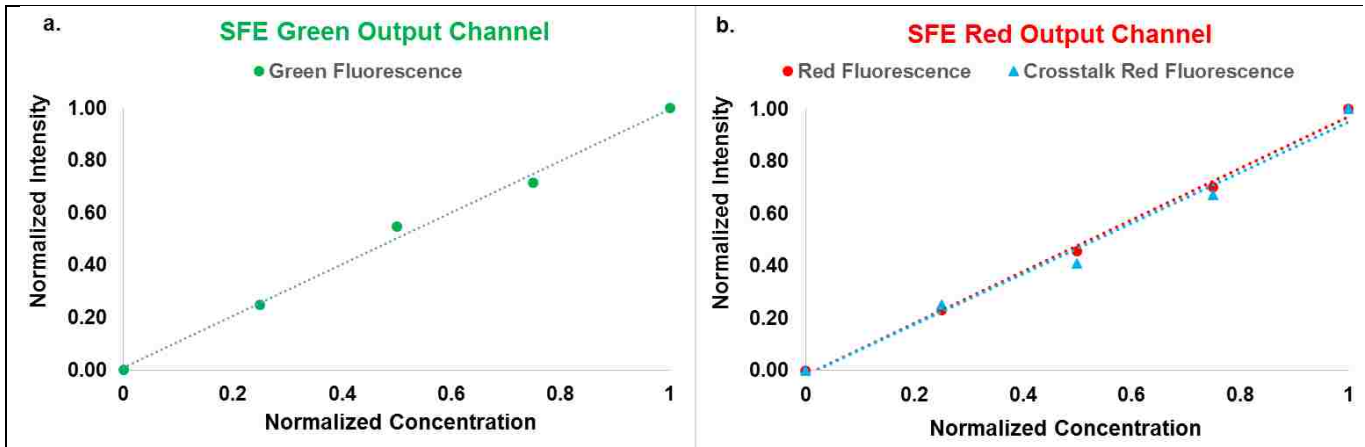 a.
SFE Green Output Channel
Green Fluorescence
Normalized Intensity
1.00
0.80
0.60
0.40
0.20
0.00
0 0.2 0.4 0.6 0.8 1
Normalized Concentration
b.
SFE Red Output Channel
Red Fluorescence Crosstalk Red Fluorescence
Normalized Intensity
1.00
0.80
0.60
0.40
0.20
0.00
0 0.2 0.4 0.6 0.8 1
Normalized Concentration